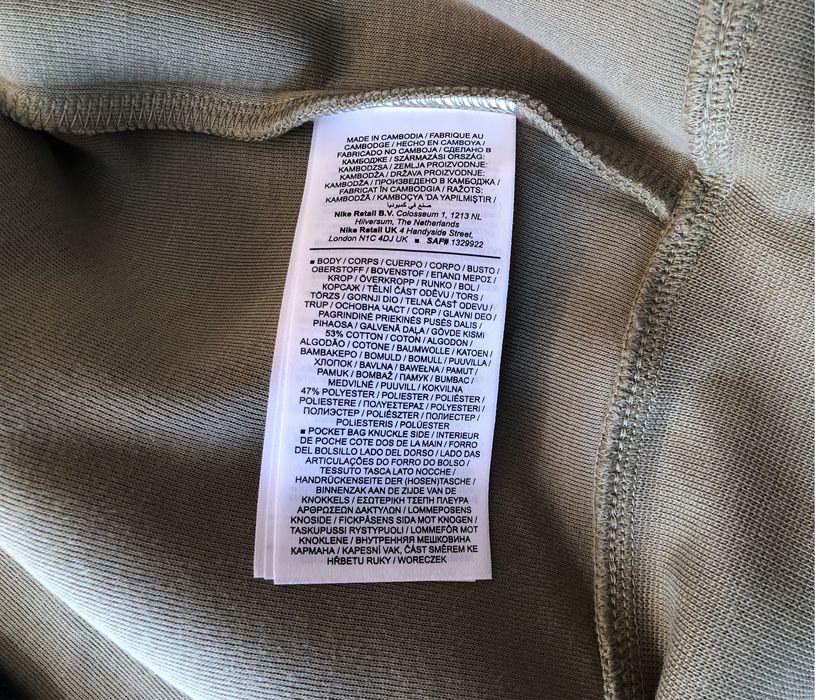 MADE IN CAMBODIA / FABRIQUE AU
CAMBODGE / HECHO EN CAMBOYA /
FABRICADO NO CAMBOJA / СДЕЛАНО В
КАМБОДЖЕ / SZÁRMAZÁSI ORSZÁG:
KAMBODZSA / ZEMLJA PROIZVODNJE:
KAMBODŽA / DRŽAVA PROIZVODNJE:
KAMBODŽA / ПРОИЗВЕДЕНО В КАМБОДЖА /
FABRICAT ÎN CAMBODGIA / RAŽOTS:
KAMBODŽĀ / KAMBOÇYA 'DA YAPILMIŞTIR /
صنع في كمبوديا
Nike Retail B.V. Colosseum 1, 1213 NL
Hilversum, The Netherlands
Nike Retail UK 4 Handyside Street,
London N1C 4DJ UK ■ SAF# 1329922
■ BODY / CORPS / CUERPO / CORPO / BUSTO /
OBERSTOFF / BOVENSTOF / ΕΠΑΝΩ ΜΕΡΟΣ /
KROP / ÖVERKROPP / RUNKO / BOL /
КОРСАЖ / TĚLNÍ ČÁST ODĚVU / TORS /
TÖRZS / GORNJI DIO / TELNÁ ČASŤ ODEVU /
TRUP / ОСНОВНА ЧАСТ / CORP / GLAVNI DEO /
PAGRINDINĖ PRIEKINĖS PUSĖS DALIS /
PIHAOSA / GALVENĀ DAĻA / GÖVDE KISMI
53% COTTON / COTON / ALGODON /
ALGODÃO / COTONE / BAUMWOLLE / KATOEN /
ΒΑΜΒΑΚΕΡΟ / BOMULD / BOMULL / PUUVILLA /
ХЛОПОК / BAVLNA / BAWEŁNA / PAMUT /
PAMUK / BOMBAŽ / ПАМУК / BUMBAC /
MEDVILNĖ / PUUVILL / KOKVILNA
47% POLYESTER / POLIESTER / POLIÉSTER /
POLIESTERE / ΠΟΛΥΕΣΤΕΡΑΣ / POLYESTERI /
ПОЛИЭСТЕР / POLIÉSZTER / ПОЛИЕСТЕР /
POLIESTERIS / POLÜESTER
■ POCKET BAG KNUCKLE SIDE / INTERIEUR
DE POCHE COTE DOS DE LA MAIN / FORRO
DEL BOLSILLO LADO DEL DORSO / LADO DAS
ARTICULAÇÕES DO FORRO DO BOLSO /
TESSUTO TASCA LATO NOCCHE /
HANDRÜCKENSEITE DER (HOSEN)TASCHE /
BINNENZAK AAN DE ZIJDE VAN DE
KNOKKELS / ΕΣΩΤΕΡΙΚΗ ΤΣΕΠΗ ΠΛΕΥΡΑ
ΑΡΘΡΩΣΕΩΝ ΔΑΚΤΥΛΩΝ / LOMMEPOSENS
KNOSIDE / FICKPÅSENS SIDA MOT KNOGEN /
TASKUPUSSI RYSTYPUOLI / LOMMEFÔR MOT
KNOKLENE / ВНУТРЕННЯЯ МЕШКОВИНА
КАРМАНА / KAPESNÍ VAK, ČÁST SMĚREM KE
HŘBETU RUKY / WORECZEK